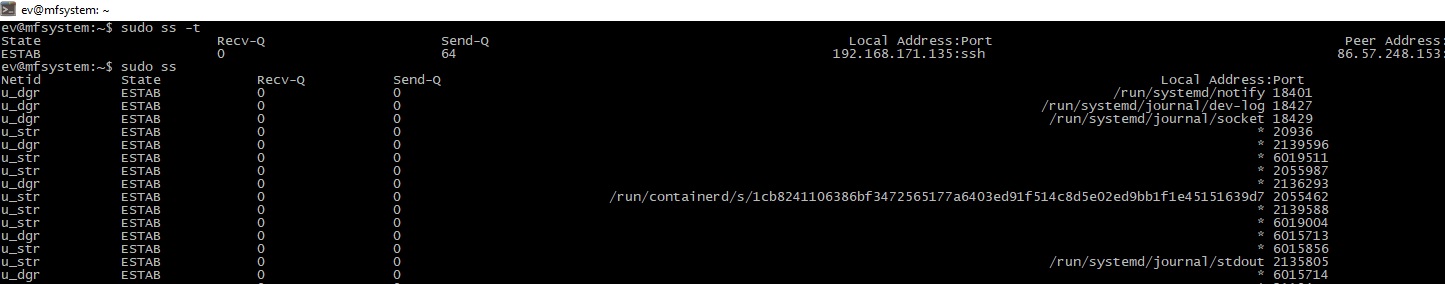 ev@mfsystem: ~
ev@mfsystem:~$ sudo ss -t
State Recv-Q Send-Q Local Address:Port Peer Address:
ESTAB 0 64 192.168.171.135:ssh 86.57.248.153:
ev@mfsystem:~$ sudo ss
Netid State Recv-Q Send-Q Local Address:Port
u_dgr ESTAB 0 0 /run/systemd/notify 18401
u_dgr ESTAB 0 0 /run/systemd/journal/dev-log 18427
u_dgr ESTAB 0 0 /run/systemd/journal/socket 18429
u_str ESTAB 0 0 * 20936
u_str ESTAB 0 0 * 2139596
u_str ESTAB 0 0 * 6019511
u_str ESTAB 0 0 * 2055987
u_dgr ESTAB 0 0 * 2136293
u_str ESTAB 0 0 /run/containerd/s/1cb8241106386bf3472565177a6403ed91f514c8d5e02ed9bb1f1e45151639d7 2055462
u_str ESTAB 0 0 * 2139588
u_str ESTAB 0 0 * 6019004
u_dgr ESTAB 0 0 * 6015713
u_str ESTAB 0 0 * 6015856
u_str ESTAB 0 0 /run/systemd/journal/stdout 2135805
u_dgr ESTAB 0 0 * 6015714